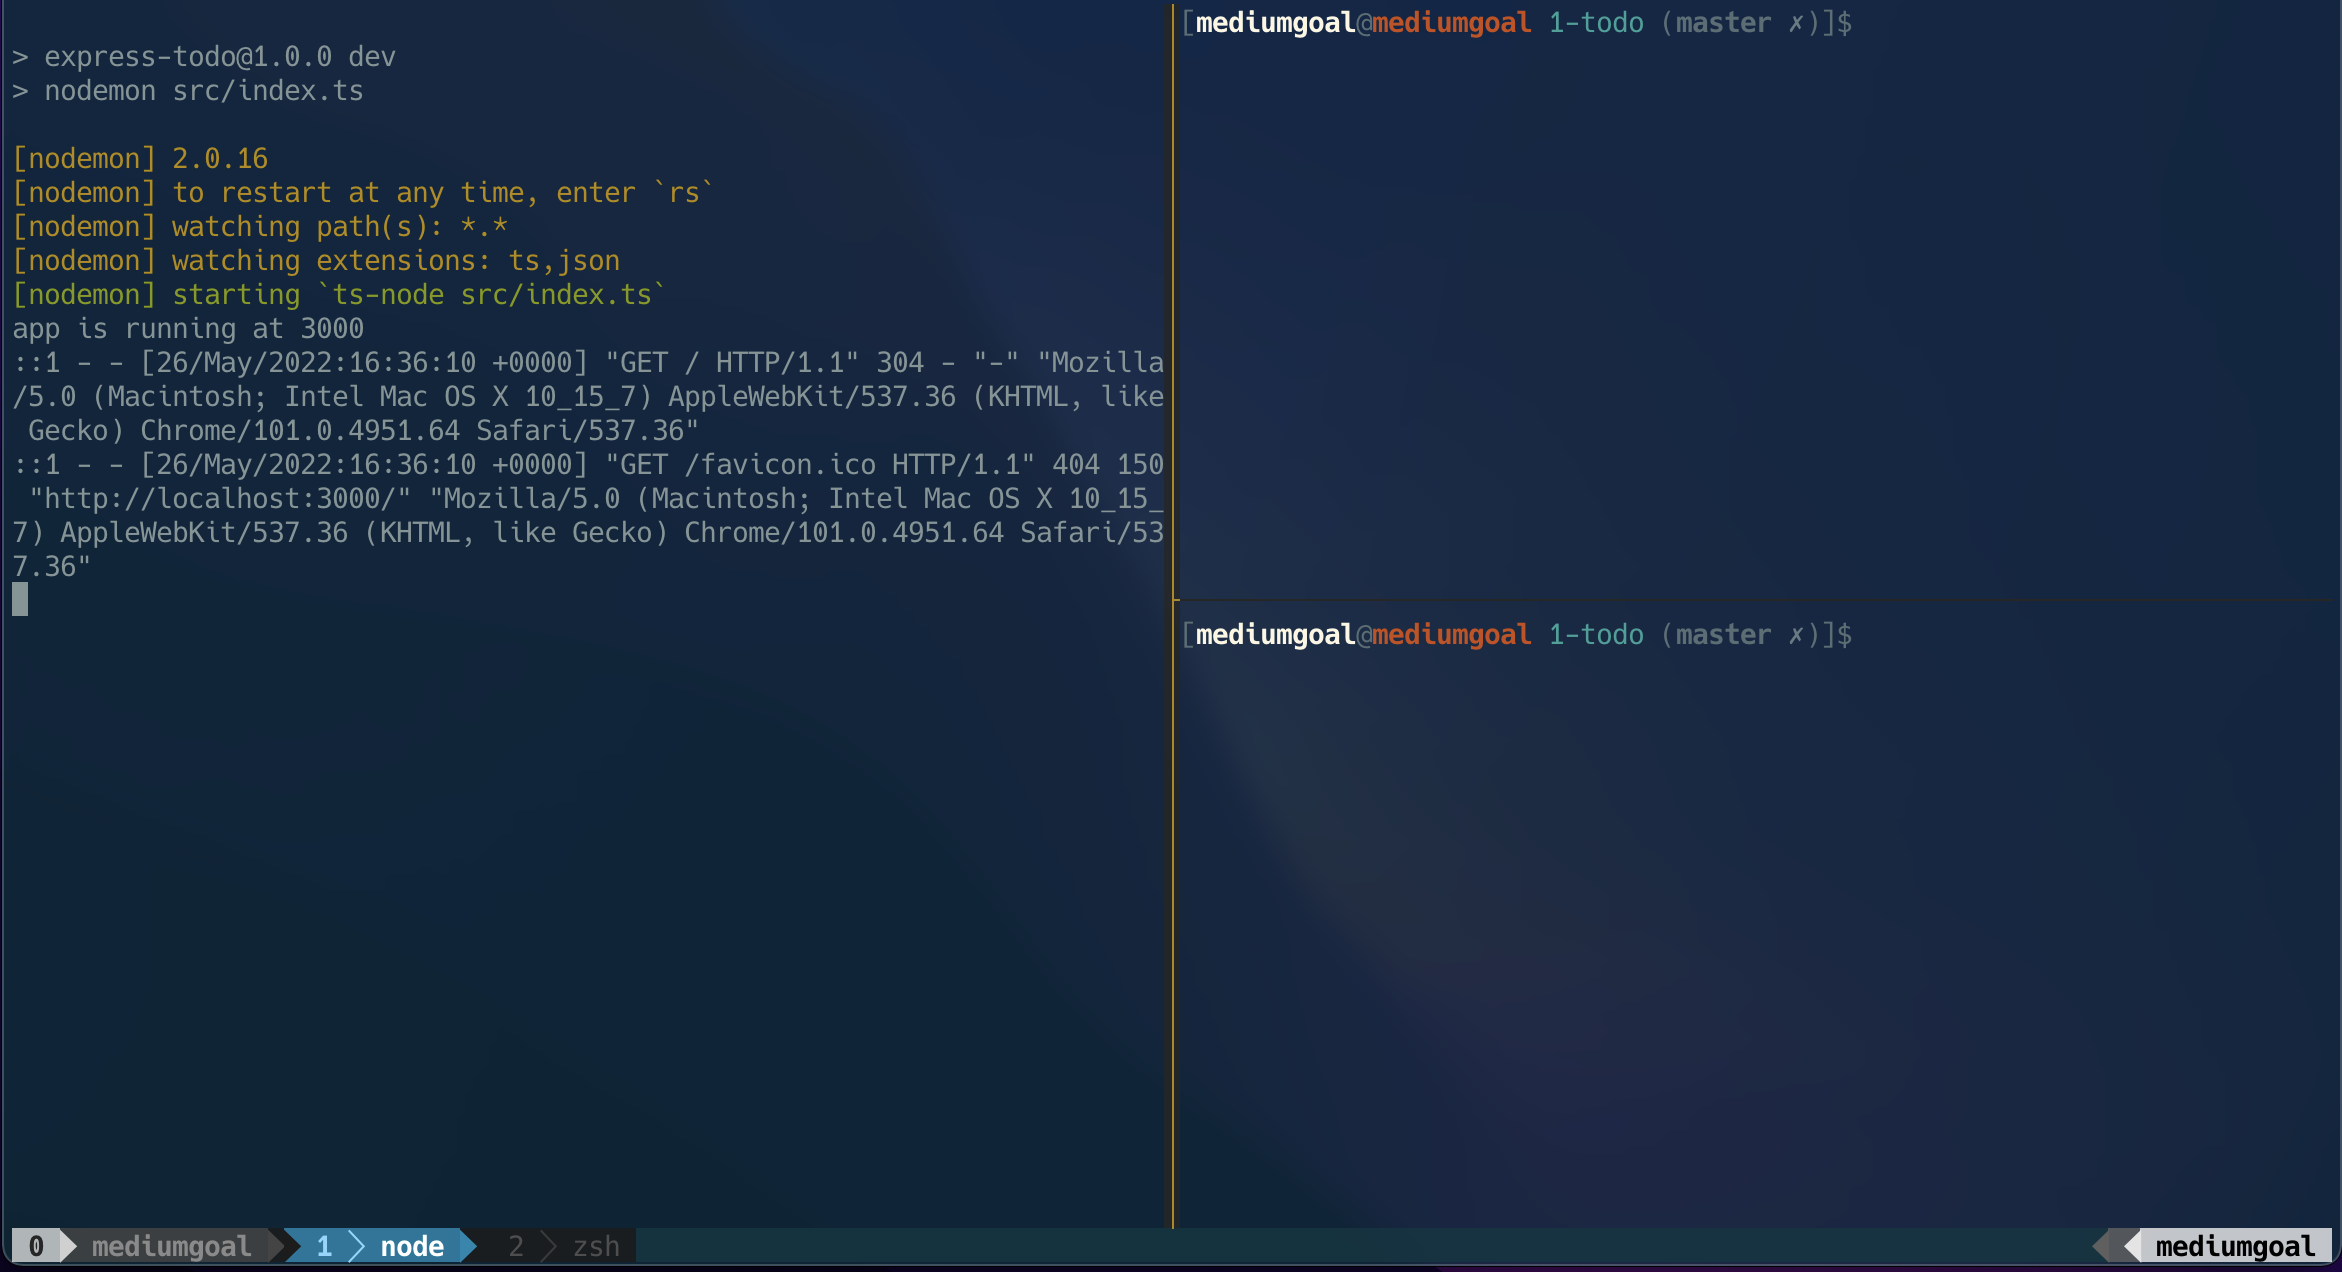 > express-todo@1.0.0 dev
> nodemon src/index.ts
[nodemon] 2.0.16
[nodemon] to restart at any time, enter `rs`
[nodemon] watching path(s): *.*
[nodemon] watching extensions: ts,json
[nodemon] starting `ts-node src/index.ts`
app is running at 3000
::1 - - [26/May/2022:16:36:10 +0000] "GET / HTTP/1.1" 304 - "-" "Mozilla
/5.0 (Macintosh; Intel Mac OS X 10_15_7) AppleWebKit/537.36 (KHTML, like
 Gecko) Chrome/101.0.4951.64 Safari/537.36"
::1 - - [26/May/2022:16:36:10 +0000] "GET /favicon.ico HTTP/1.1" 404 150
 "http://localhost:3000/" "Mozilla/5.0 (Macintosh; Intel Mac OS X 10_15_
7) AppleWebKit/537.36 (KHTML, like Gecko) Chrome/101.0.4951.64 Safari/53
7.36"
[mediumgoal@mediumgoal 1-todo (master ✗)]$
[mediumgoal@mediumgoal 1-todo (master ✗)]$
0 mediumgoal 1 node 2 zsh mediumgoal